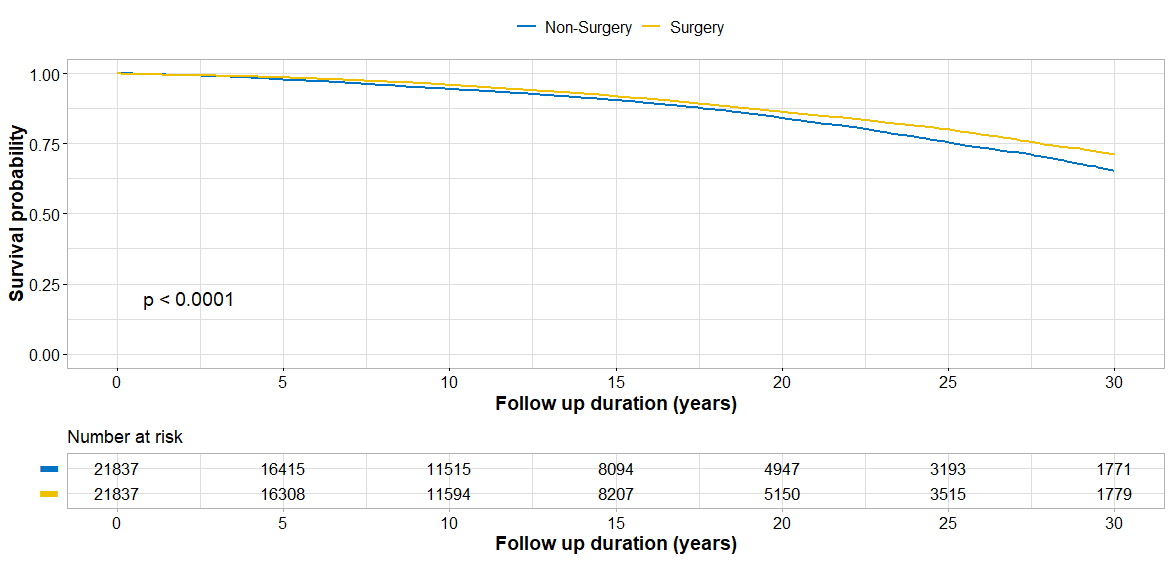 Non-Surgery Surgery
Survival probability
1.00
0.75
0.50
0.25
0.00
p < 0.0001
0 5 10 15 20 25 30
Follow up duration (years)
Number at risk
21837 16415 11515 8094 4947 3193 1771
21837 16308 11594 8207 5150 3515 1779
0 5 10 15 20 25 30
Follow up duration (years)